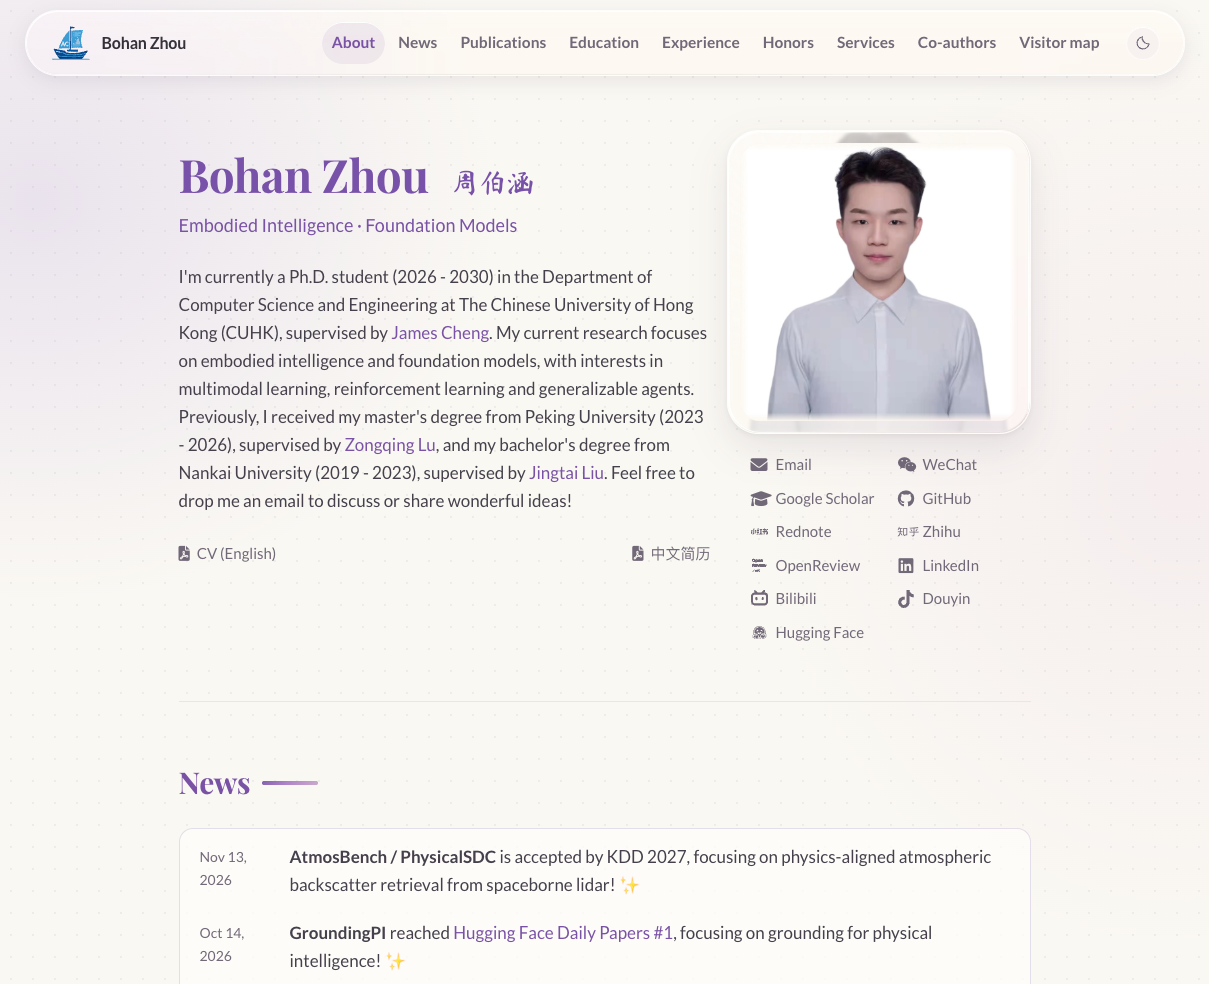 Bohan Zhou
About News Publications Education Experience Honors Services Co-authors Visitor map
Bohan Zhou 周伯涵
Embodied Intelligence · Foundation Models
I'm currently a Ph.D. student (2026 - 2030) in the Department of
Computer Science and Engineering at The Chinese University of Hong
Kong (CUHK), supervised by James Cheng. My current research focuses
on embodied intelligence and foundation models, with interests in
multimodal learning, reinforcement learning and generalizable agents.
Previously, I received my master's degree from Peking University (2023
- 2026), supervised by Zongqing Lu, and my bachelor's degree from
Nankai University (2019 - 2023), supervised by Jingtai Liu. Feel free to
drop me an email to discuss or share wonderful ideas!
CV (English) 中文简历
Email WeChat
Google Scholar GitHub
小红书 Rednote 知乎 Zhihu
OpenReview LinkedIn
Bilibili Douyin
Hugging Face
News
Nov 13,
2026
AtmosBench / PhysicalSDC is accepted by KDD 2027, focusing on physics-aligned atmospheric
backscatter retrieval from spaceborne lidar! ✨
Oct 14,
2026
GroundingPI reached Hugging Face Daily Papers #1, focusing on grounding for physical
intelligence! ✨